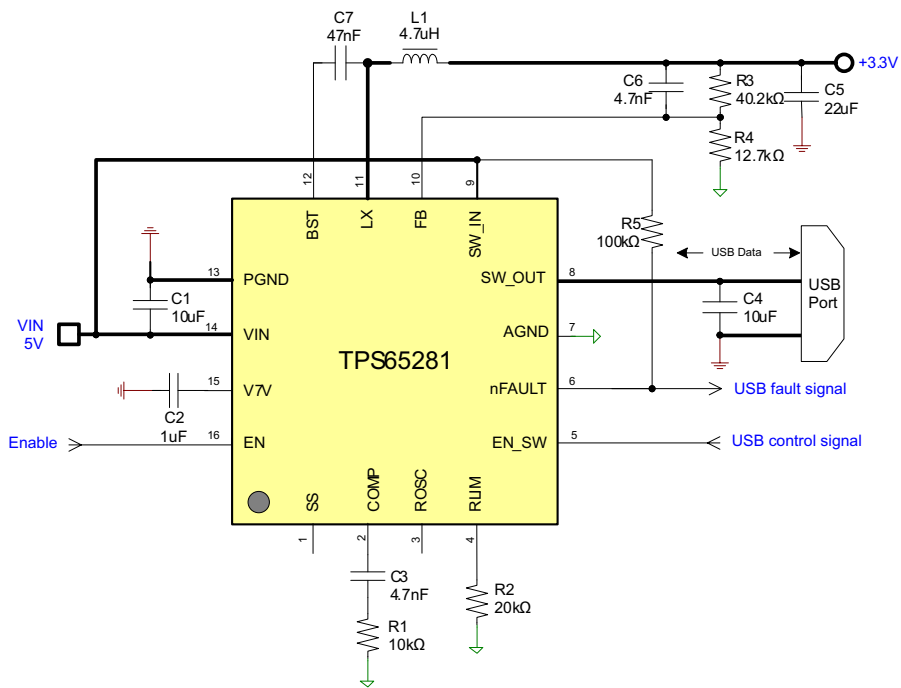 C7
47nF
L1
4.7uH
+3.3V
C6
4.7nF
R3
40.2kΩ
C5
22uF
R4
12.7kΩ
12
11
10
9
BST
LX
FB
SW_IN
R5
100kΩ
USB Data
13
PGND
SW_OUT
8
USB
Port
C1
10uF
C4
10uF
VIN
5V
14
VIN
AGND
7
TPS65281
15
V7V
nFAULT
6
USB fault signal
C2
1uF
Enable
16
EN
EN_SW
5
USB control signal
SS
COMP
ROSC
RLIM
1
2
3
4
C3
4.7nF
R2
20kΩ
R1
10kΩ